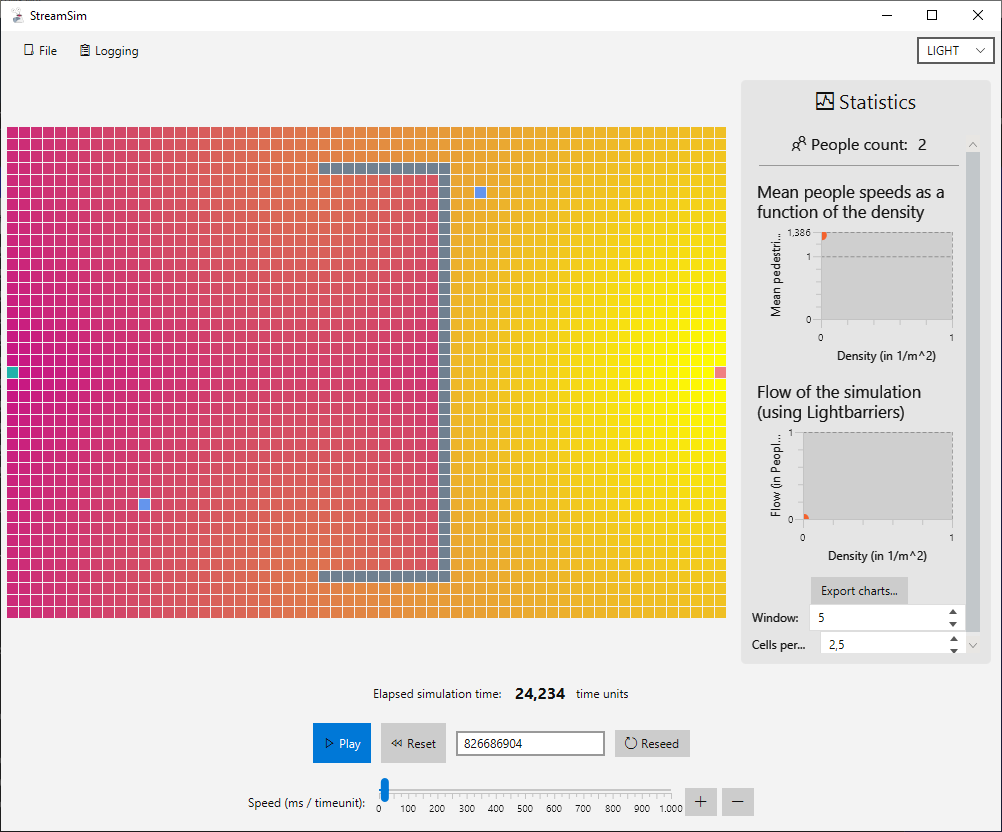 StreamSim
File Logging LIGHT
Statistics
People count: 2
Mean people speeds as a
function of the density
1,386
1
0
Mean pedestri...
0 1
Density (in 1/m^2)
Flow of the simulation
(using Lightbarriers)
1
0
Flow (in Peopl...
0 1
Density (in 1/m^2)
Export charts...
Window: 5
Cells per... 2,5
Elapsed simulation time: 24,234 time units
Play Reset 826686904 Reseed
Speed (ms / timeunit):
0 100 200 300 400 500 600 700 800 900 1.000